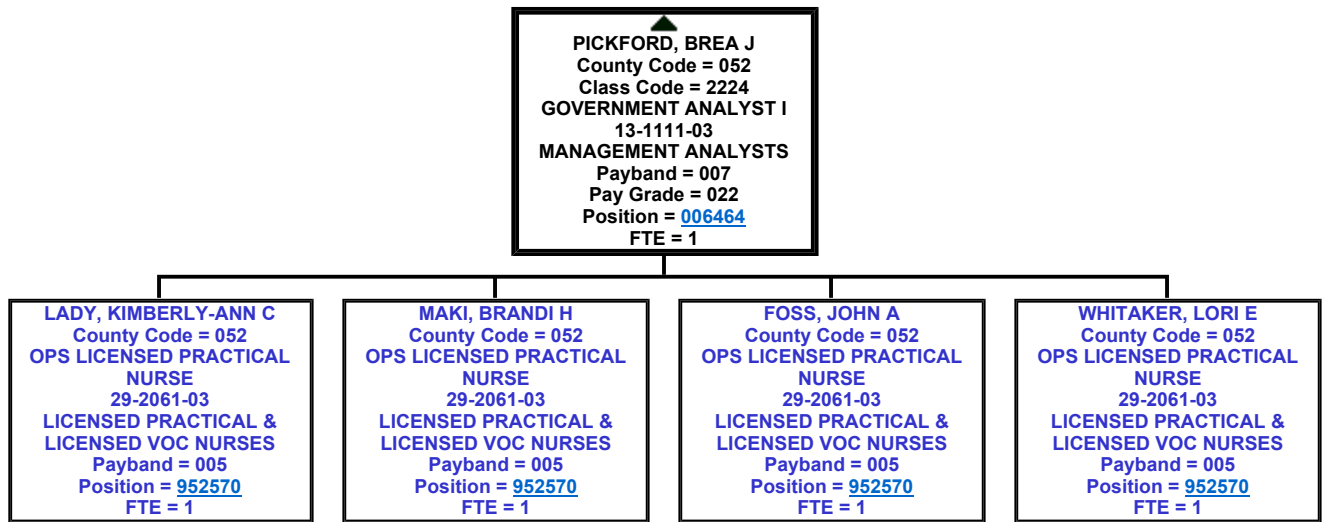 PICKFORD, BREA J
County Code = 052
Class Code = 2224
GOVERNMENT ANALYST I
13-1111-03
MANAGEMENT ANALYSTS
Payband = 007
Pay Grade = 022
Position = 006464
FTE = 1
LADY, KIMBERLY-ANN C
County Code = 052
OPS LICENSED PRACTICAL
NURSE
29-2061-03
LICENSED PRACTICAL &
LICENSED VOC NURSES
Payband = 005
Position = 952570
FTE = 1
MAKI, BRANDI H
County Code = 052
OPS LICENSED PRACTICAL
NURSE
29-2061-03
LICENSED PRACTICAL &
LICENSED VOC NURSES
Payband = 005
Position = 952570
FTE = 1
FOSS, JOHN A
County Code = 052
OPS LICENSED PRACTICAL
NURSE
29-2061-03
LICENSED PRACTICAL &
LICENSED VOC NURSES
Payband = 005
Position = 952570
FTE = 1
WHITAKER, LORI E
County Code = 052
OPS LICENSED PRACTICAL
NURSE
29-2061-03
LICENSED PRACTICAL &
LICENSED VOC NURSES
Payband = 005
Position = 952570
FTE = 1